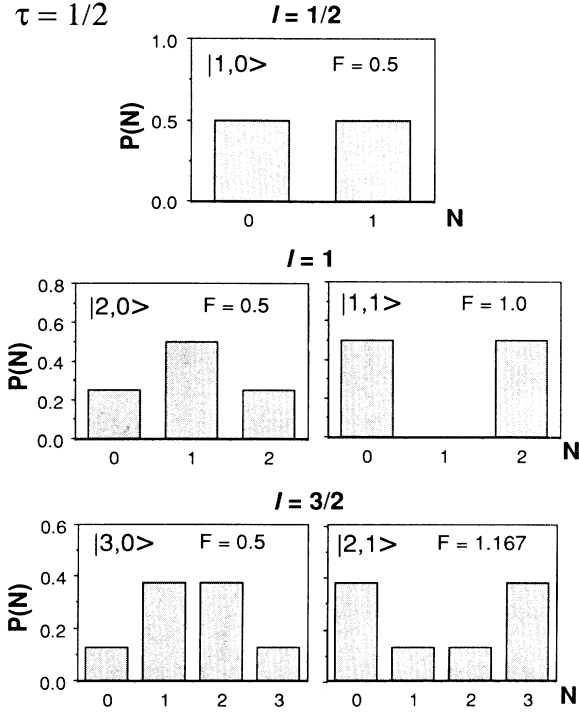 τ = 1/2
l = 1/2
|1,0> F = 0.5
P(N)
1.0
0.5
0.0
0 1 N
l = 1
|2,0> F = 0.5
P(N)
0.8
0.6
0.4
0.2
0.0
0 1 2
|1,1> F = 1.0
0 1 2 N
l = 3/2
|3,0> F = 0.5
P(N)
0.6
0.4
0.2
0.0
0 1 2 3
|2,1> F = 1.167
0 1 2 3 N